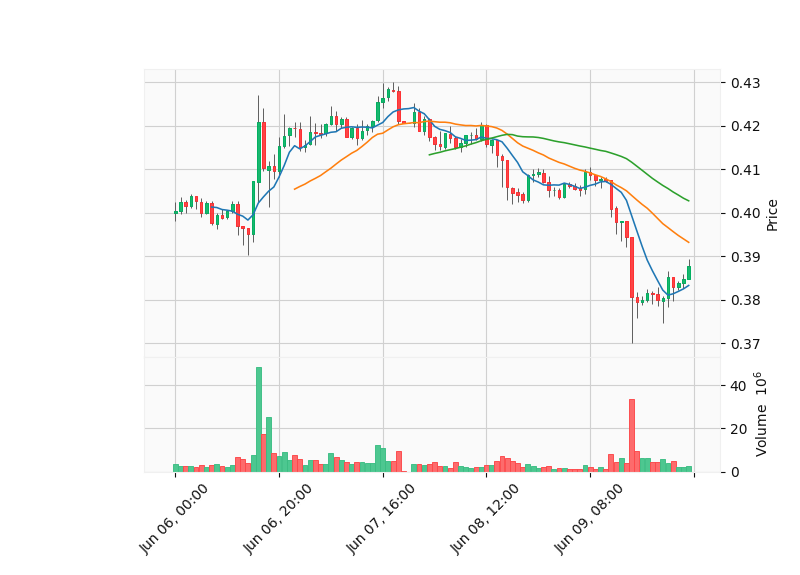 0.43
0.42
0.41
0.40
0.39
0.38
0.37
Price
40
20
0
Volume 10^6
Jun 06, 00:00
Jun 06, 20:00
Jun 07, 16:00
Jun 08, 12:00
Jun 09, 08:00